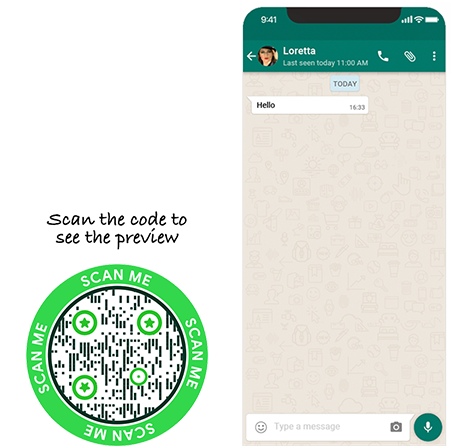 Scan the code to
see the preview
SCAN ME
SCAN ME
SCAN ME
SCAN ME
9:41
Loretta
Last seen today 11:00 AM
TODAY
Hello
16:33
Type a message